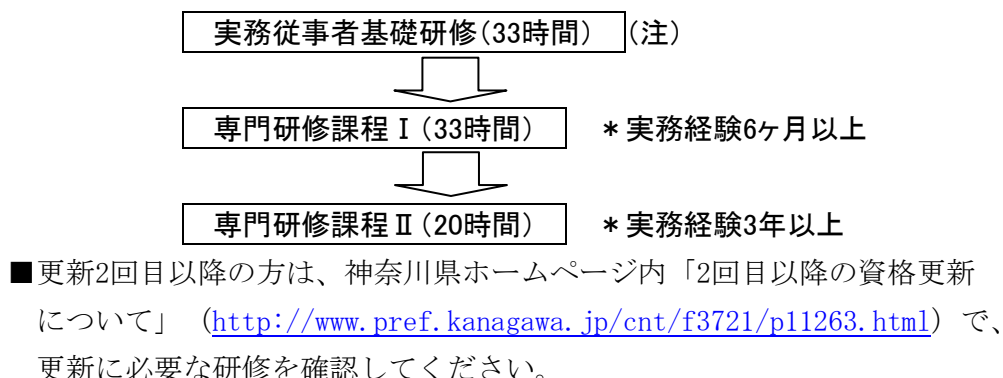 実務従事者基礎研修(33時間) (注)
専門研修課程Ⅰ(33時間) *実務経験6ヶ月以上
専門研修課程Ⅱ(20時間) *実務経験3年以上
■更新2回目以降の方は、神奈川県ホームページ内「2回目以降の資格更新
について」(http://www.pref.kanagawa.jp/cnt/f3721/p11263.html)で、
更新に必要な研修を確認してください。